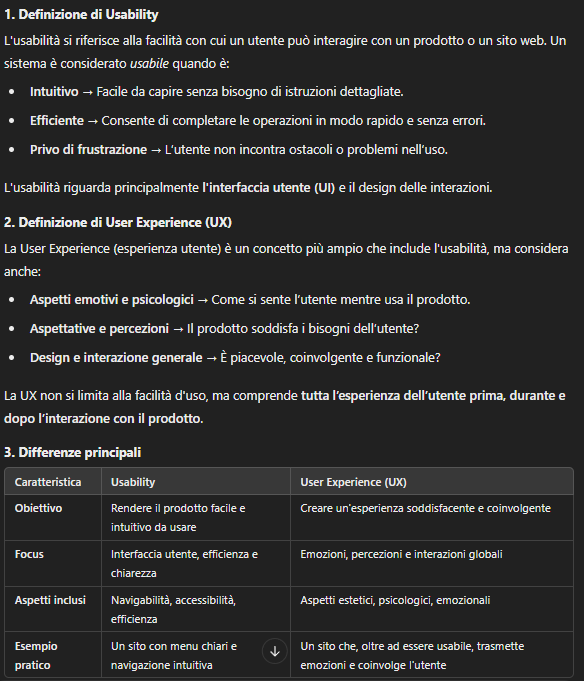 1. Definizione di Usability
L'usabilità si riferisce alla facilità con cui un utente può interagire con un prodotto o un sito web. Un
sistema è considerato usabile quando è:
• Intuitivo → Facile da capire senza bisogno di istruzioni dettagliate.
• Efficiente → Consente di completare le operazioni in modo rapido e senza errori.
• Privo di frustrazione → L'utente non incontra ostacoli o problemi nell'uso.
L'usabilità riguarda principalmente l'interfaccia utente (UI) e il design delle interazioni.
2. Definizione di User Experience (UX)
La User Experience (esperienza utente) è un concetto più ampio che include l'usabilità, ma considera
anche:
• Aspetti emotivi e psicologici → Come si sente l'utente mentre usa il prodotto.
• Aspettative e percezioni → Il prodotto soddisfa i bisogni dell'utente?
• Design e interazione generale → È piacevole, coinvolgente e funzionale?
La UX non si limita alla facilità d'uso, ma comprende tutta l'esperienza dell'utente prima, durante e
dopo l'interazione con il prodotto.
3. Differenze principali
Caratteristica Usability User Experience (UX)
Obiettivo Rendere il prodotto facile e Creare un'esperienza soddisfacente e coinvolgente
intuitivo da usare
Focus Interfaccia utente, efficienza e Emozioni, percezioni e interazioni globali
chiarezza
Aspetti inclusi Navigabilità, accessibilità, Aspetti estetici, psicologici, emozionali
efficienza
Esempio Un sito con menu chiari e Un sito che, oltre ad essere usabile, trasmette
pratico navigazione intuitiva emozioni e coinvolge l'utente